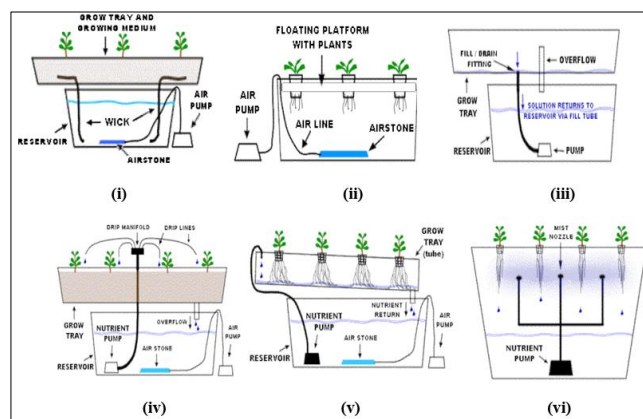 GROW TRAY AND
GROWING MEDIUM
WICK
AIR
PUMP
RESERVOIR
AIRSTONE
(i)
FLOATING PLATFORM
WITH PLANTS
AIR
PUMP
AIR LINE
AIRSTONE
(ii)
FILL / DRAIN
FITTING
OVERFLOW
GROW
TRAY
SOLUTION RETURNS TO
RESERVOIR VIA FILL TUBE
RESERVOIR
PUMP
(iii)
DRIP MANIFOLD
DRIP LINES
GROW
TRAY
NUTRIENT
PUMP
OVERFLOW
AIR
PUMP
RESERVOIR
AIR STONE
(iv)
GROW
TRAY
(tube)
NUTRIENT
RETURN
NUTRIENT
PUMP
AIR
PUMP
RESERVOIR
AIR STONE
(v)
MIST
NOZZLE
NUTRIENT
PUMP
(vi)